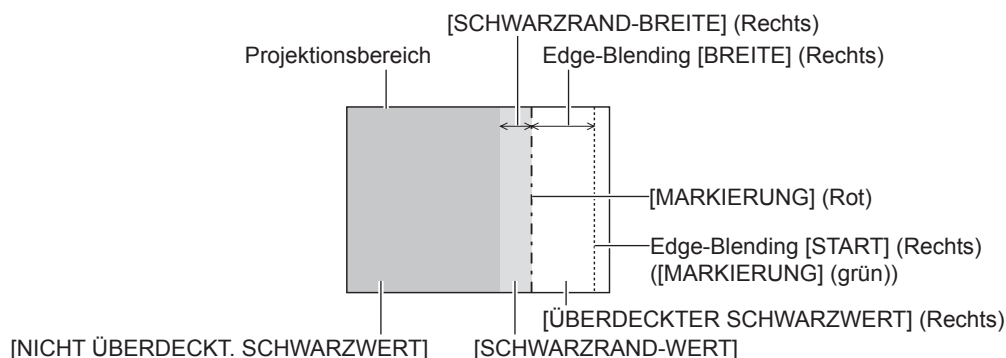 [SCHWARZRAND-BREITE] (Rechts)
Projektionsbereich
Edge-Blending [BREITE] (Rechts)
[MARKIERUNG] (Rot)
Edge-Blending [START] (Rechts)
([MARKIERUNG] (grün))
[ÜBERDECKTER SCHWARZWERT] (Rechts)
[NICHT ÜBERDECKT. SCHWARZWERT]
[SCHWARZRAND-WERT]